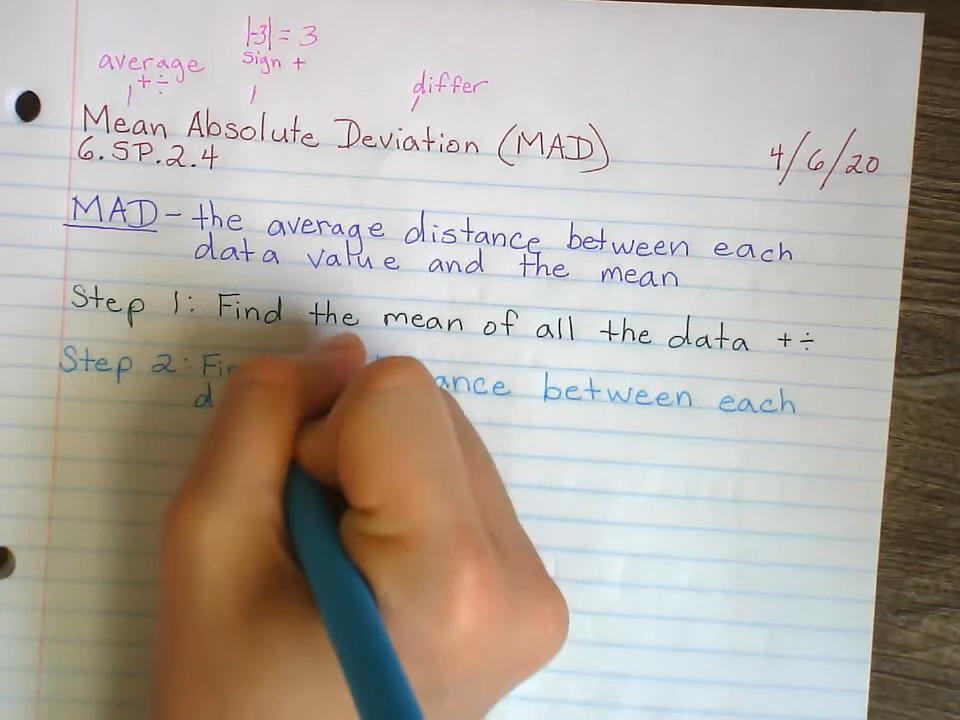 |-3| = 3
average sign + differ
+ ÷
Mean Absolute Deviation (MAD) 4/6/20
6.SP.2.4
MAD - the average distance between each
data value and the mean
Step 1: Find the mean of all the data + ÷
Step 2: between each